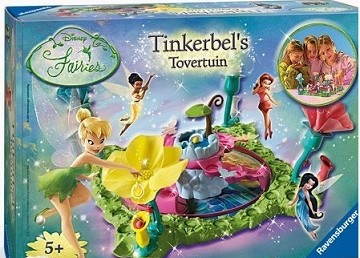 Disney
Fairies
Tinkerbel's
Tovertuin
5+
Ravensburger